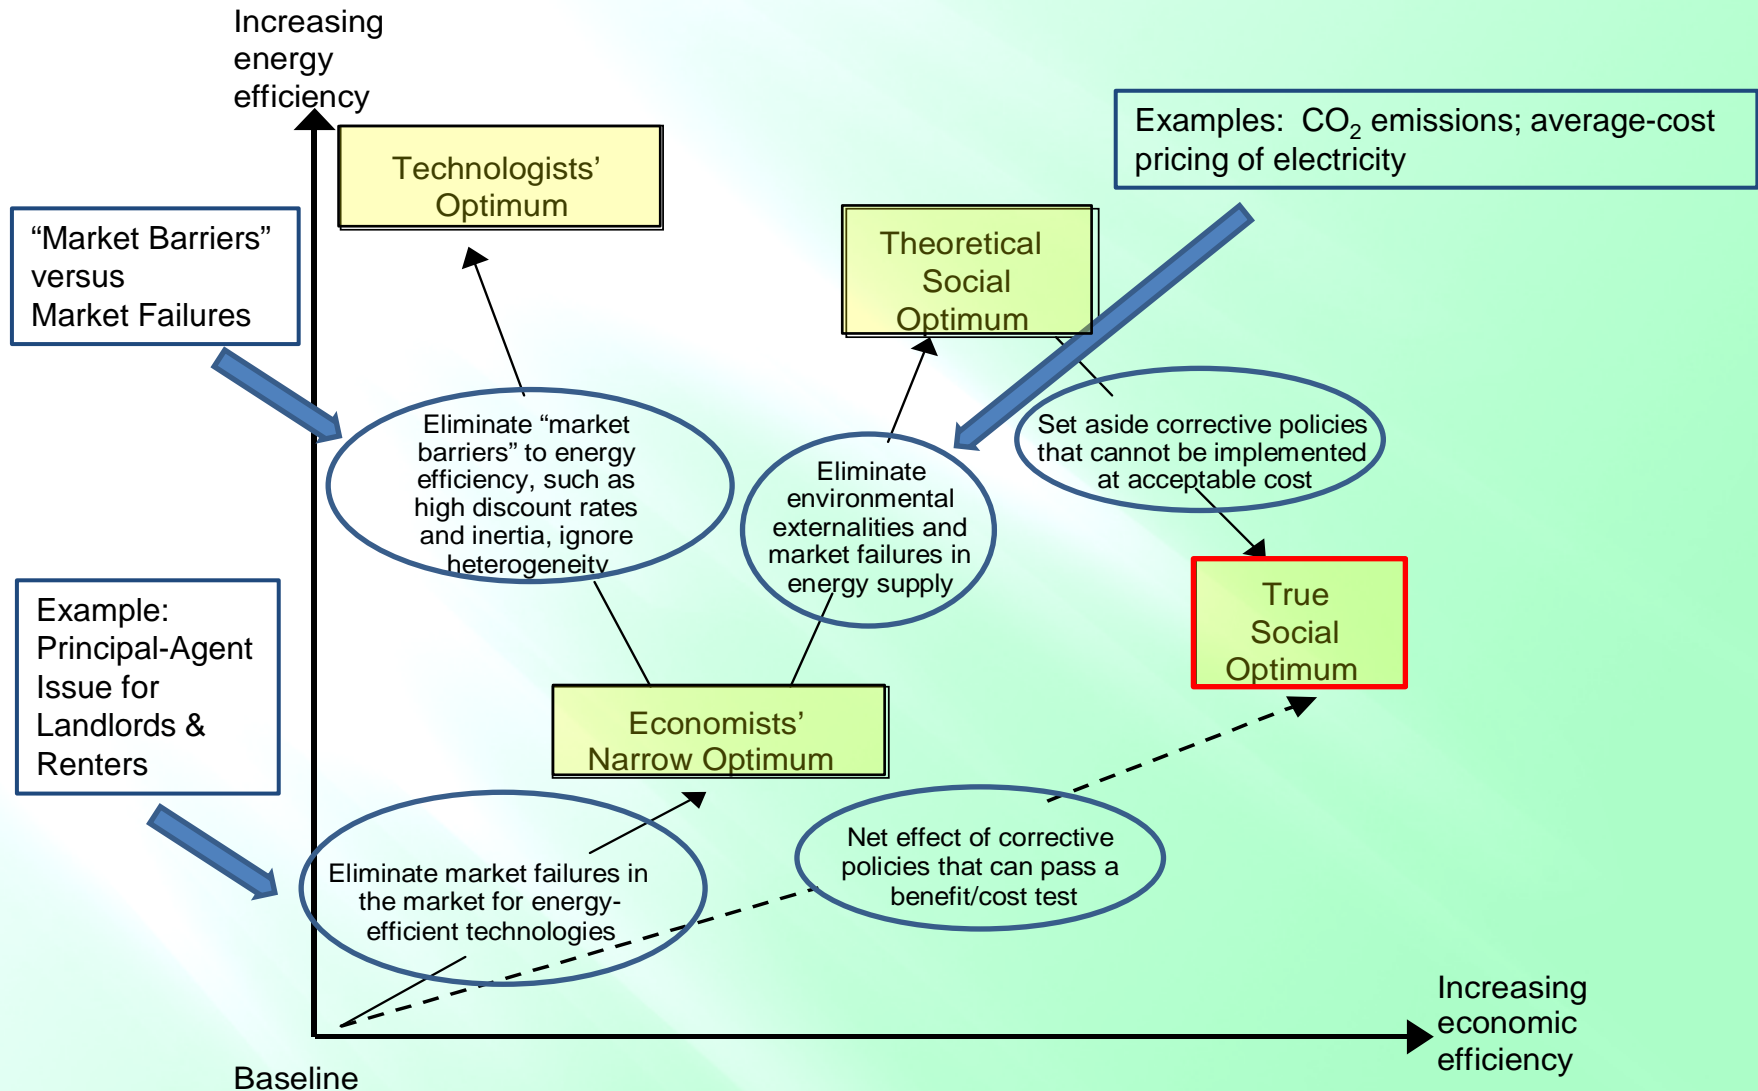 Increasing
energy
efficiency
Technologists’
Optimum
Examples: CO₂ emissions; average-cost
pricing of electricity
“Market Barriers”
versus
Market Failures
Theoretical
Social
Optimum
Eliminate “market
barriers” to energy
efficiency, such as
high discount rates
and inertia, ignore
heterogeneity
Eliminate
environmental
externalities and
market failures in
energy supply
Set aside corrective policies
that cannot be implemented
at acceptable cost
Example:
Principal-Agent
Issue for
Landlords &
Renters
True
Social
Optimum
Economists’
Narrow Optimum
Eliminate market failures in
the market for energy-
efficient technologies
Net effect of corrective
policies that can pass a
benefit/cost test
Increasing
economic
efficiency
Baseline